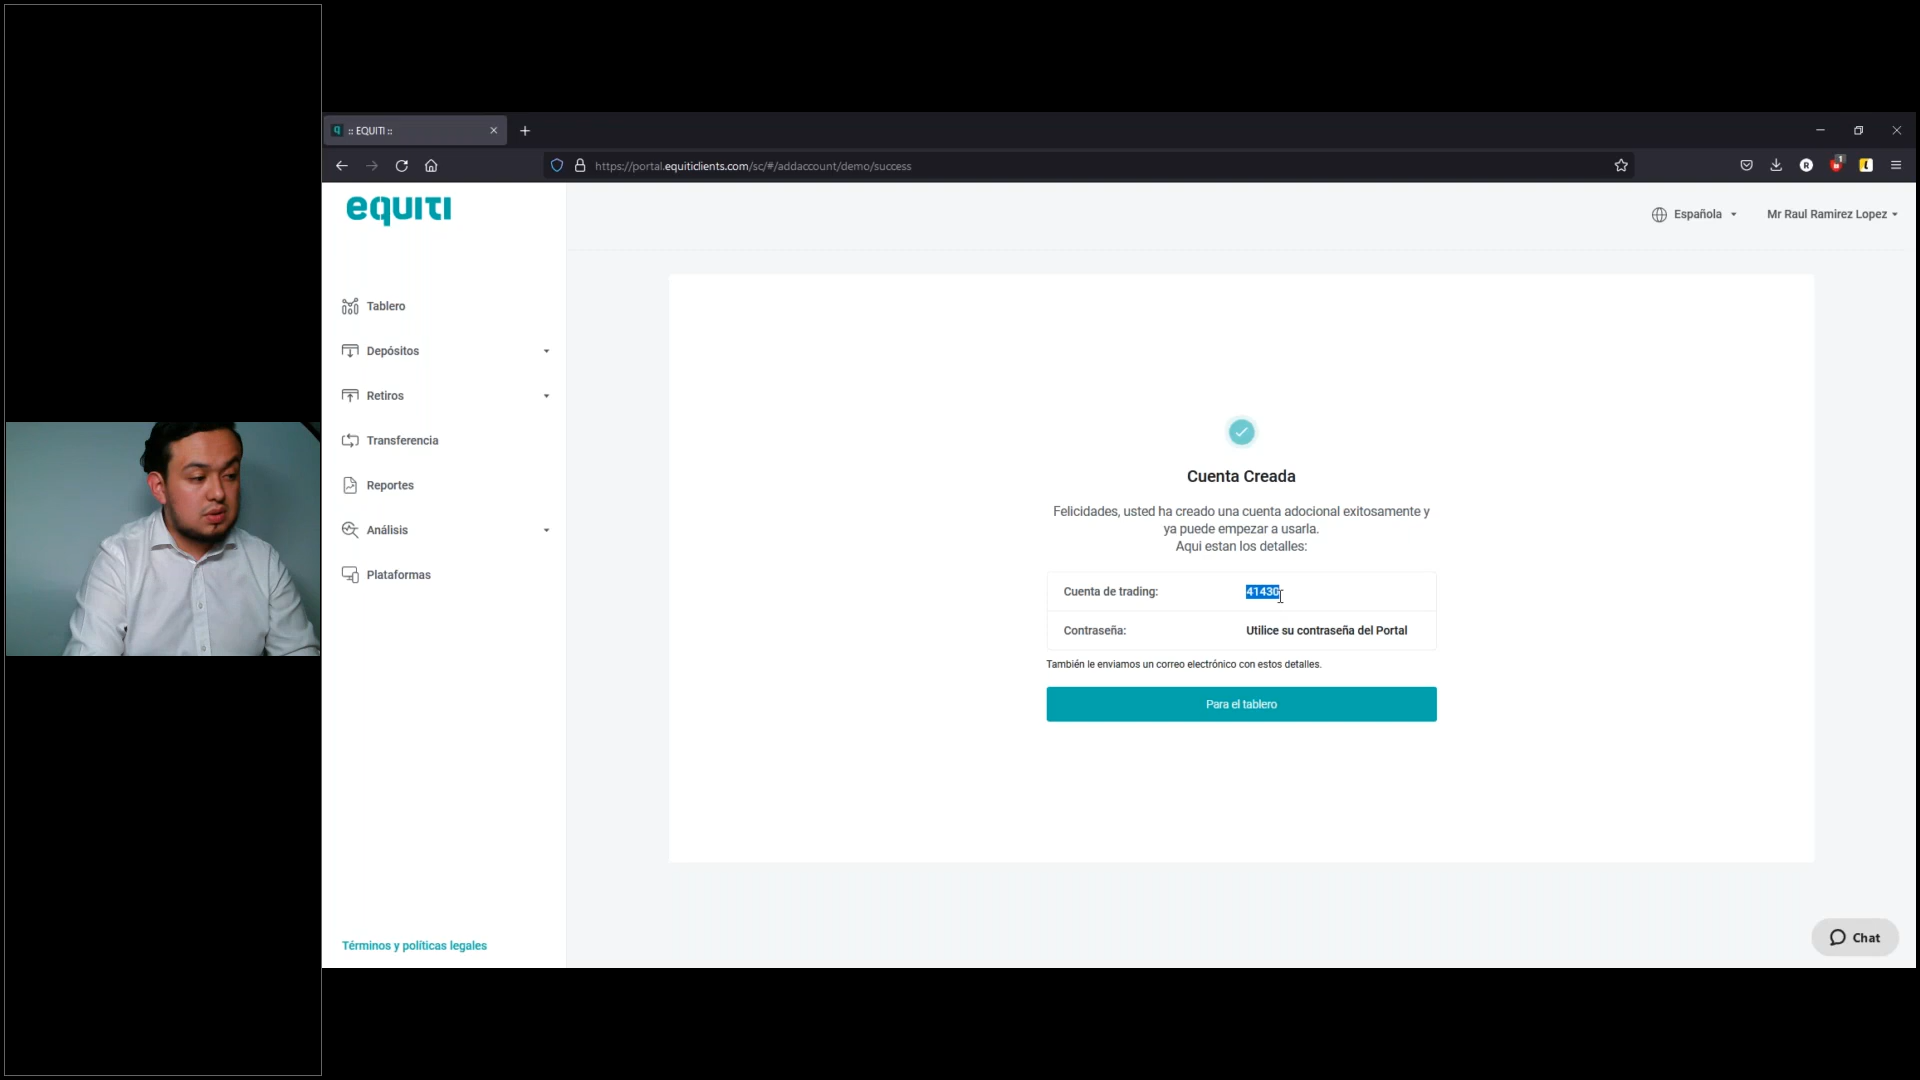 :: EQUITI ::
https://portal.equiticlients.com/sc/#/addaccount/demo/success
1
equiti
Española
Mr Raul Ramirez Lopez
Tablero
Depósitos
Retiros
Transferencia
Reportes
Análisis
Plataformas
Términos y políticas legales
Cuenta Creada
Felicidades, usted ha creado una cuenta adocional exitosamente y
ya puede empezar a usarla.
Aqui estan los detalles:
Cuenta de trading: 41430
Contraseña: Utilice su contraseña del Portal
También le enviamos un correo electrónico con estos detalles.
Para el tablero
Chat